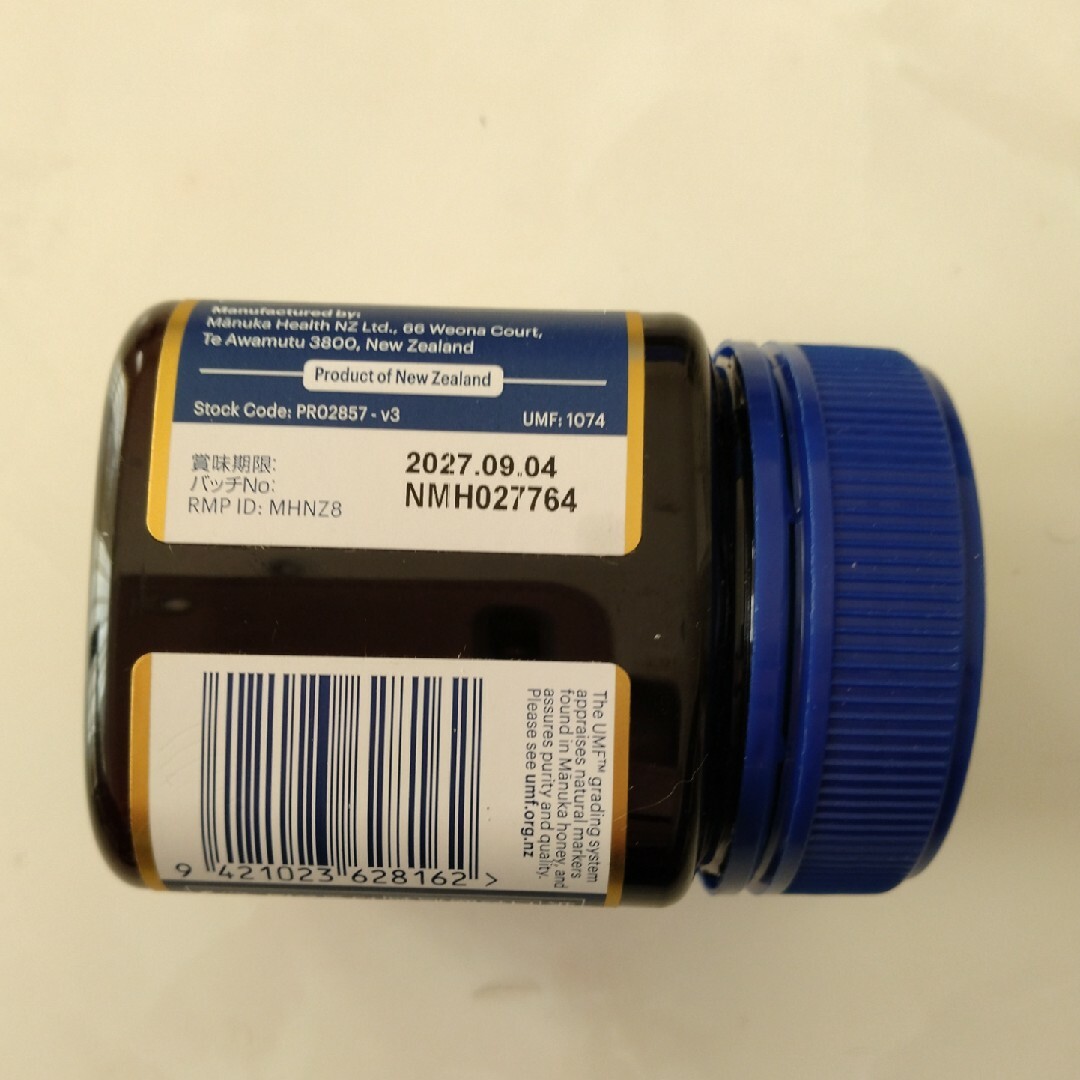 Manufactured by:
Mānuka Health NZ Ltd., 66 Weona Court,
Te Awamutu 3800, New Zealand
Product of New Zealand
Stock Code: PR02857 - v3
UMF: 1074
賞味期限:
2027.09.04
バッチNo:
NMH027764
RMP ID: MHNZ8
The UMF™ grading system
appraises natural markers
found in Mānuka honey, and
assures purity and quality.
Please see umf.org.nz
9 421023 628162 >